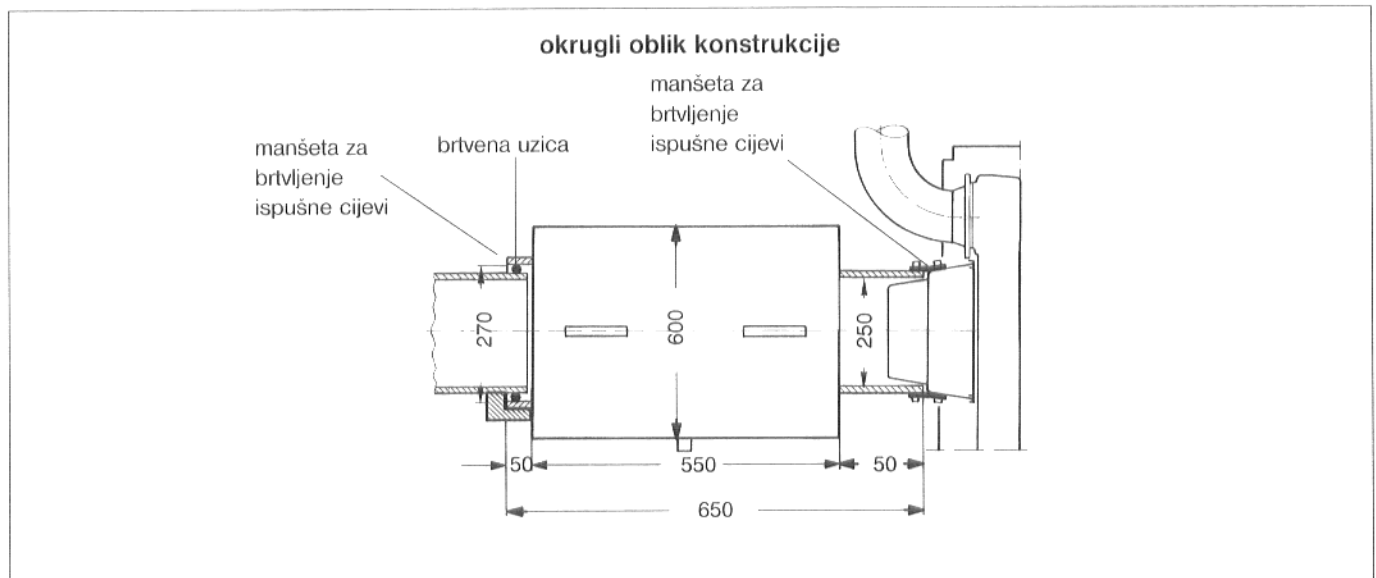 okrugli oblik konstrukcije
manšeta za
brtvljenje
ispušne cijevi
brtvena uzica
manšeta za
brtvljenje
ispušne cijevi
270
600
250
50
550
50
650